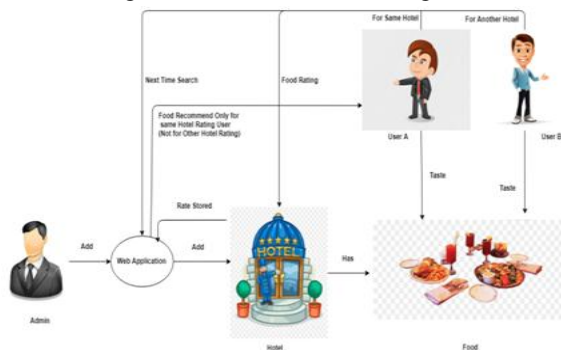 For Same Hotel
For Another Hotel
Next Time Search
Food Rating
Food Recommend Only for
same Hotel Rating User
(Not for Other Hotel Rating)
User A
User B
Taste
Taste
Rate Stored
HOTEL
Add
Web Application
Add
Has
Admin
Hotel
Food